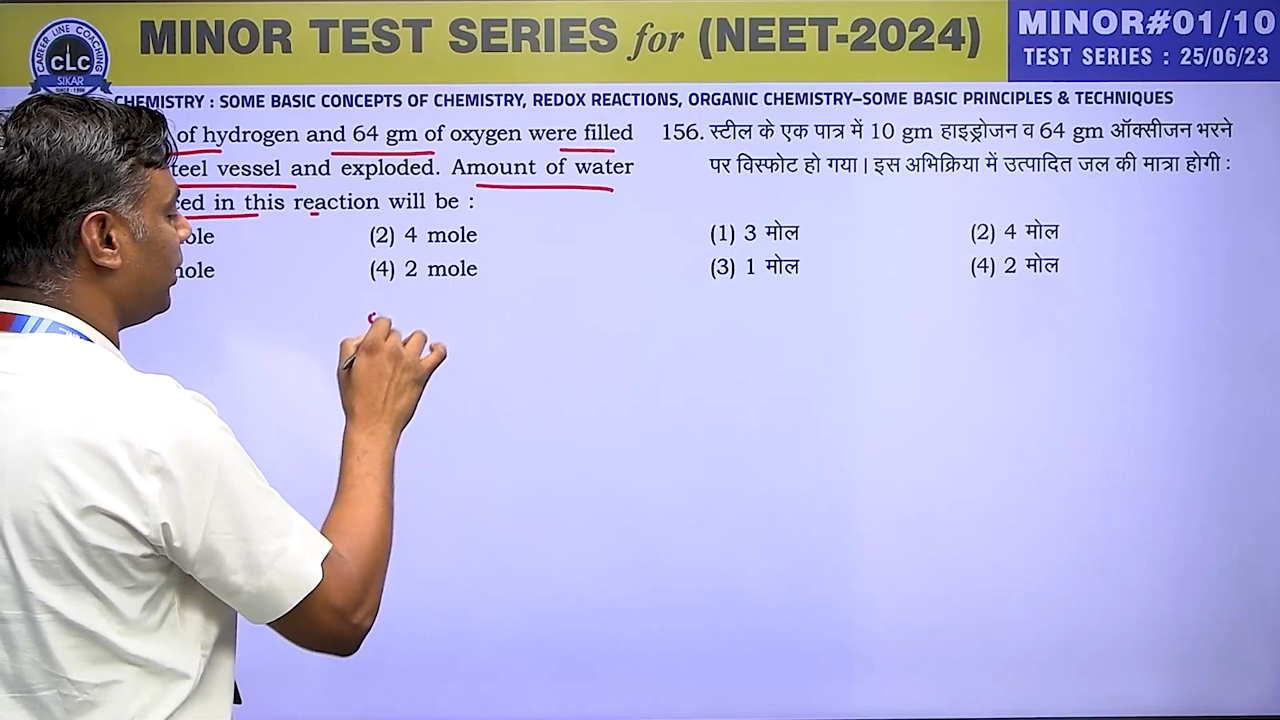 MINOR TEST SERIES for (NEET-2024)
MINOR#01/10
TEST SERIES : 25/06/23
CAREER LINE COACHING
CLC
SIKAR
CHEMISTRY : SOME BASIC CONCEPTS OF CHEMISTRY, REDOX REACTIONS, ORGANIC CHEMISTRY–SOME BASIC PRINCIPLES & TECHNIQUES
of hydrogen and 64 gm of oxygen were filled
teel vessel and exploded. Amount of water
ced in this reaction will be :
ole
(2) 4 mole
nole
(4) 2 mole
156. स्टील के एक पात्र में 10 gm हाइड्रोजन व 64 gm ऑक्सीजन भरने
पर विस्फोट हो गया। इस अभिक्रिया में उत्पादित जल की मात्रा होगी :
(1) 3 मोल
(2) 4 मोल
(3) 1 मोल
(4) 2 मोल